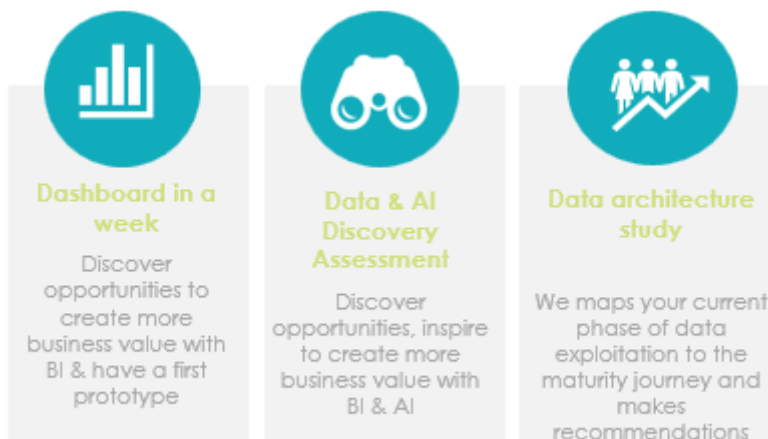 Dashboard in a
week
Discover
opportunities to
create more
business value with
BI & have a first
prototype
Data & AI
Discovery
Assessment
Discover
opportunities, inspire
to create more
business value with
BI & AI
Data architecture
study
We maps your current
phase of data
exploitation to the
maturity journey and
makes
recommendations